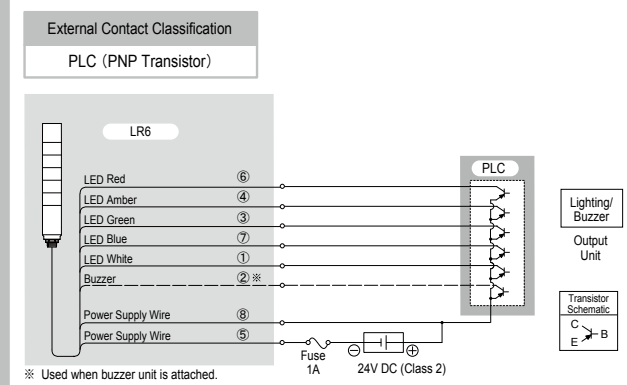 External Contact Classification
PLC（PNP Transistor）
LR6
LED Red ⑥
LED Amber ④
LED Green ③
LED Blue ⑦
LED White ①
Buzzer ②※
Power Supply Wire ⑧
Power Supply Wire ⑤
Fuse
1A
⊖ ⊕
24V DC (Class 2)
PLC
Lighting/
Buzzer
Output
Unit
Transistor
Schematic
C
B
E
※ Used when buzzer unit is attached.